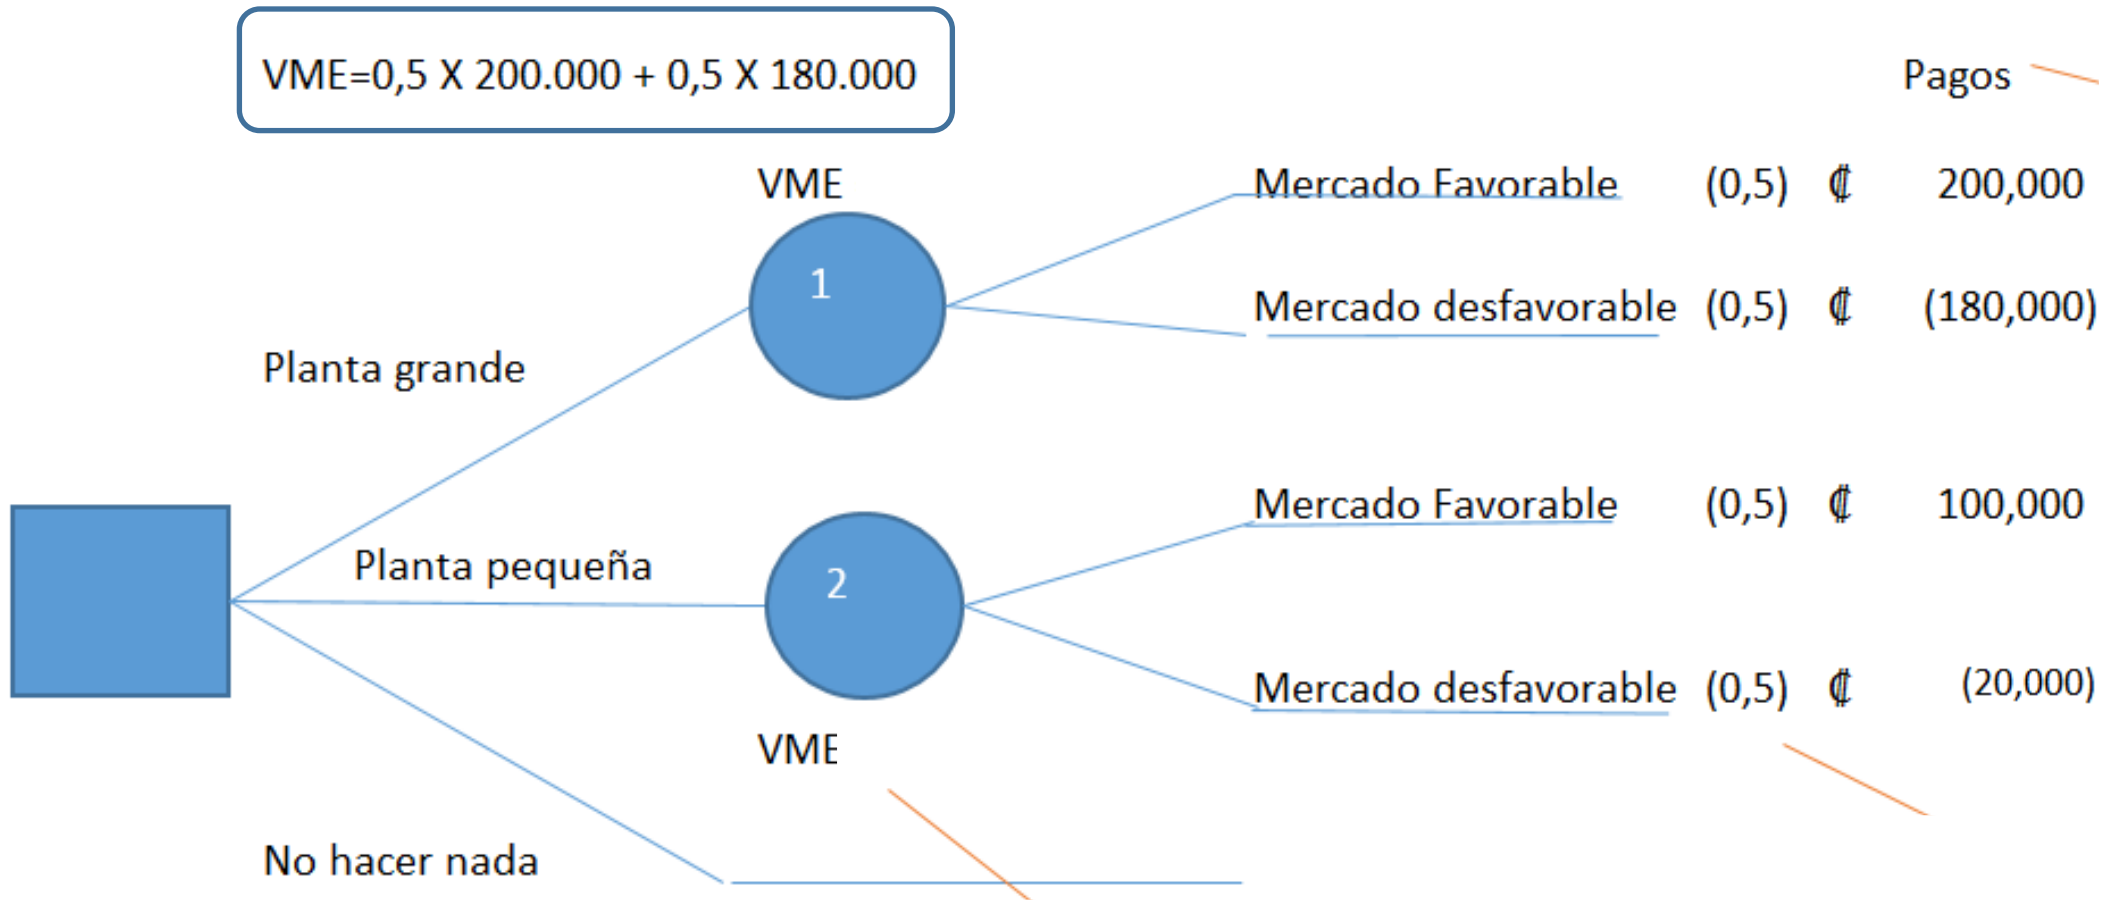 VME=0,5 X 200.000 + 0,5 X 180.000
Pagos
VME
Mercado Favorable (0,5) ₡ 200,000
1
Mercado desfavorable (0,5) ₡ (180,000)
Planta grande
Mercado Favorable (0,5) ₡ 100,000
Planta pequeña
2
Mercado desfavorable (0,5) ₡ (20,000)
VME
No hacer nada